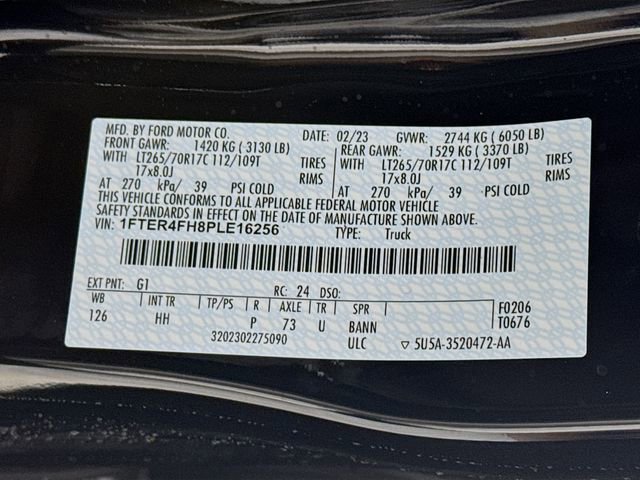 MFD. BY FORD MOTOR CO. DATE: 02/23 GVWR: 2744 KG ( 6050 LB)
FRONT GAWR: 1420 KG ( 3130 LB) REAR GAWR: 1529 KG ( 3370 LB)
WITH LT265/70R17C 112/109T TIRES WITH LT265/70R17C 112/109T TIRES
17x8.0J RIMS 17x8.0J RIMS
AT 270 kPa/ 39 PSI COLD AT 270 kPa/ 39 PSI COLD
THIS VEHICLE CONFORMS TO ALL APPLICABLE FEDERAL MOTOR VEHICLE
SAFETY STANDARDS IN EFFECT ON THE DATE OF MANUFACTURE SHOWN ABOVE.
VIN: 1FTER4FH8PLE16256 TYPE: Truck
EXT PNT: G1 RC: 24 DSO:
WB INT TR TP/PS R AXLE TR SPR F0206
126 HH P 73 U BANN T0676
3202302275090 ULC ▽ 5U5A-3520472-AA